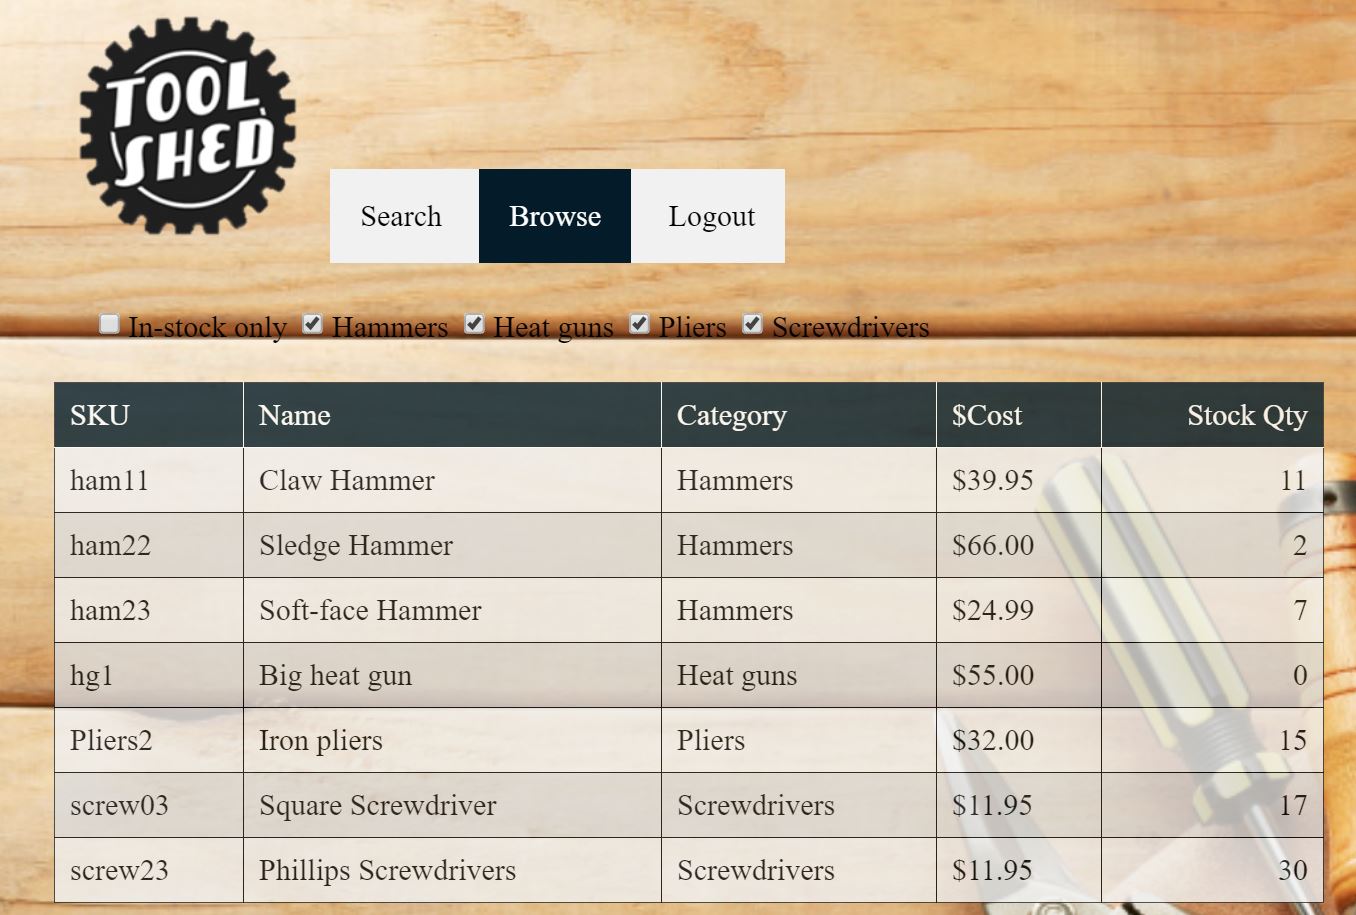 TOOL
SHED
Search Browse Logout
In-stock only Hammers Heat guns Pliers Screwdrivers
SKU Name Category $Cost Stock Qty
ham11 Claw Hammer Hammers $39.95 11
ham22 Sledge Hammer Hammers $66.00 2
ham23 Soft-face Hammer Hammers $24.99 7
hg1 Big heat gun Heat guns $55.00 0
Pliers2 Iron pliers Pliers $32.00 15
screw03 Square Screwdriver Screwdrivers $11.95 17
screw23 Phillips Screwdrivers Screwdrivers $11.95 30